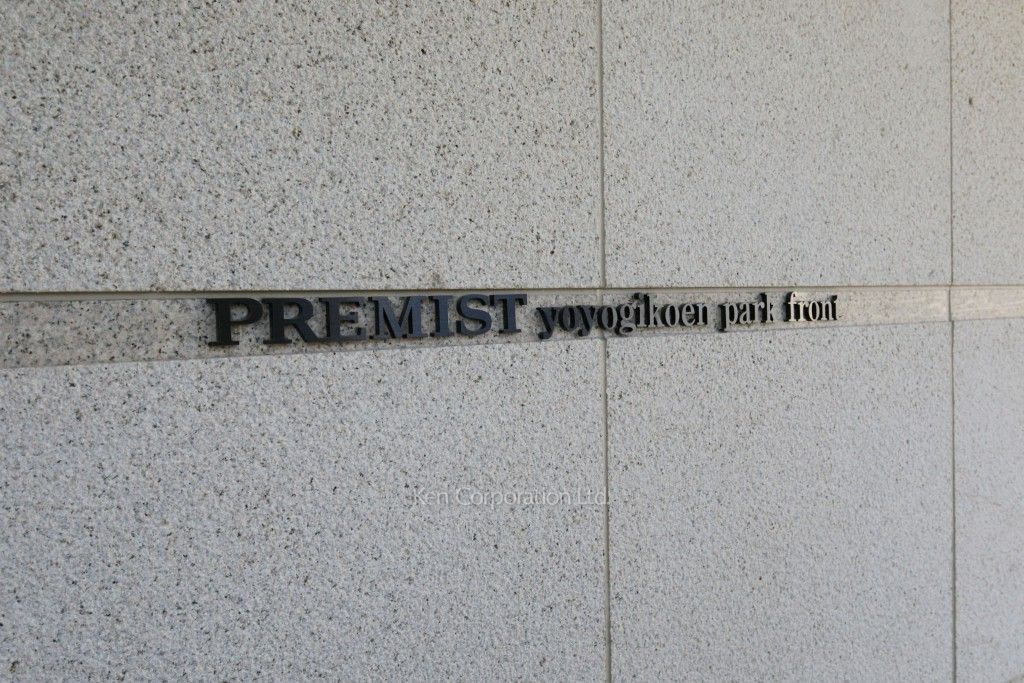 PREMIST yoyogikoen park front
Ken Corporation Ltd.